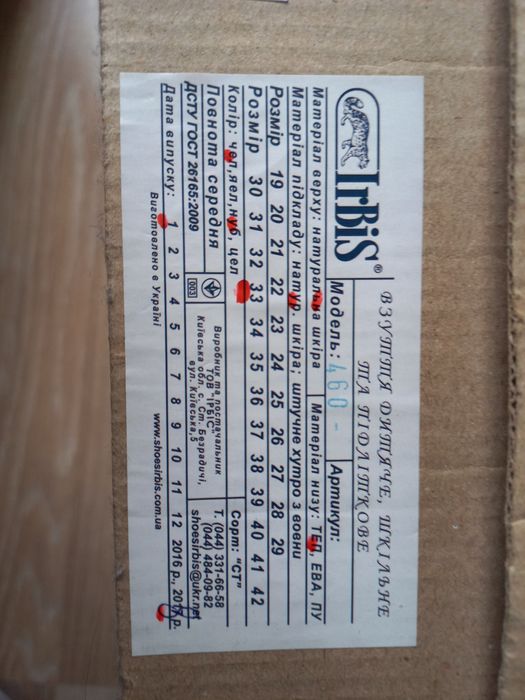 IrBiS®
ВЗУТТЯ ДИТЯЧЕ, ШКІЛЬНЕ
ТА ПІДЛІТКОВЕ
Модель: 460 - Артикул:
Матеріал верху: натуральна шкіра Матеріал низу: ТЕП, ЕВА, ПУ
Матеріал підкладу: натур. шкіра, штучне хутро з вовни
Розмір 19 20 21 22 23 24 25 26 27 28 29
Розмір 30 31 32 33 34 35 36 37 38 39 40 41 42
Колір: чел, яел, нуб, цел Сорт: "СТ"
Повнота середня
ДСТУ ГОСТ 26165:2009
003
Виробник та постачальник
ТОВ "ІРБІС"
Київська обл, с. Ст. Безрадичі,
вул. Київська,5
Т. (044) 331-66-58
(044) 484-09-82
shoesirbis@ukr.net
Дата випуску: 1 2 3 4 5 6 7 8 9 10 11 12 2016 р., 2017 р.
Виготовлено в Україні www.shoesirbis.com.ua